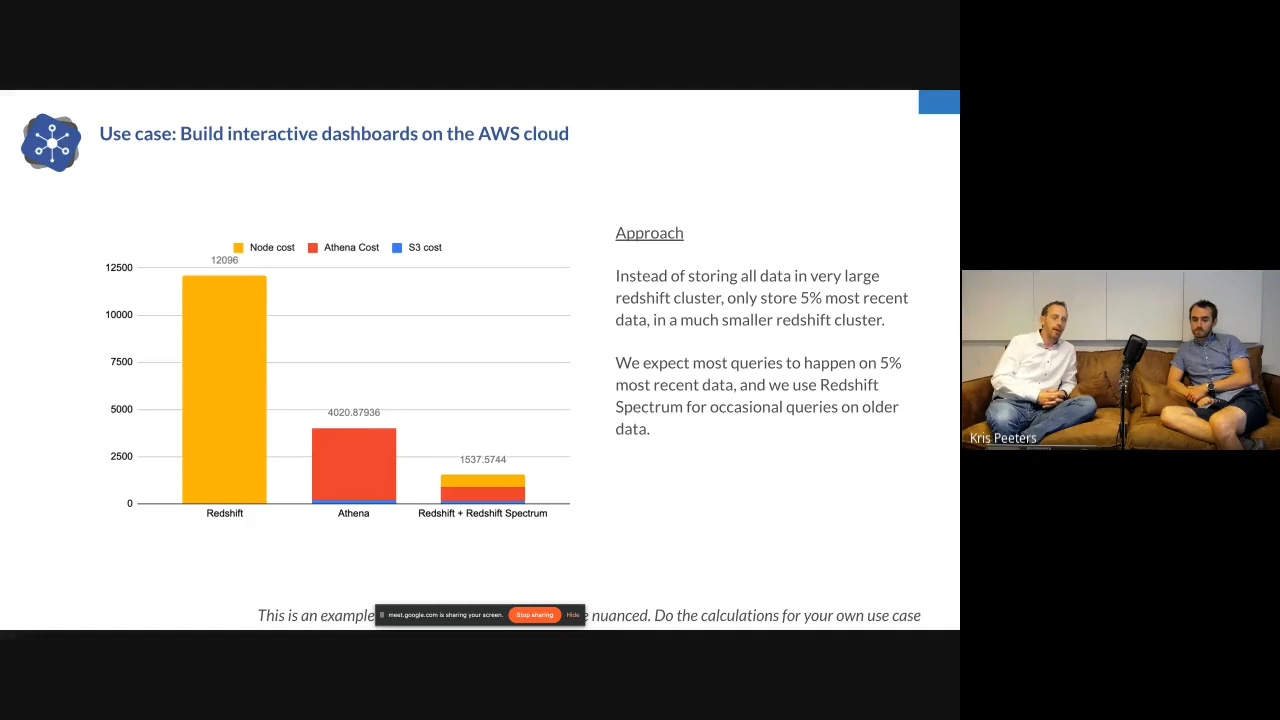 Use case: Build interactive dashboards on the AWS cloud
Node cost
Athena Cost
S3 cost
12096
12500
10000
7500
5000
2500
0
4020.87936
1537.5744
Redshift
Athena
Redshift + Redshift Spectrum
Approach
Instead of storing all data in very large
redshift cluster, only store 5% most recent
data, in a much smaller redshift cluster.
We expect most queries to happen on 5%
most recent data, and we use Redshift
Spectrum for occasional queries on older
data.
This is an example
meet.google.com is sharing your screen.
Stop sharing
Hide
nuanced. Do the calculations for your own use case
Kris Peeters